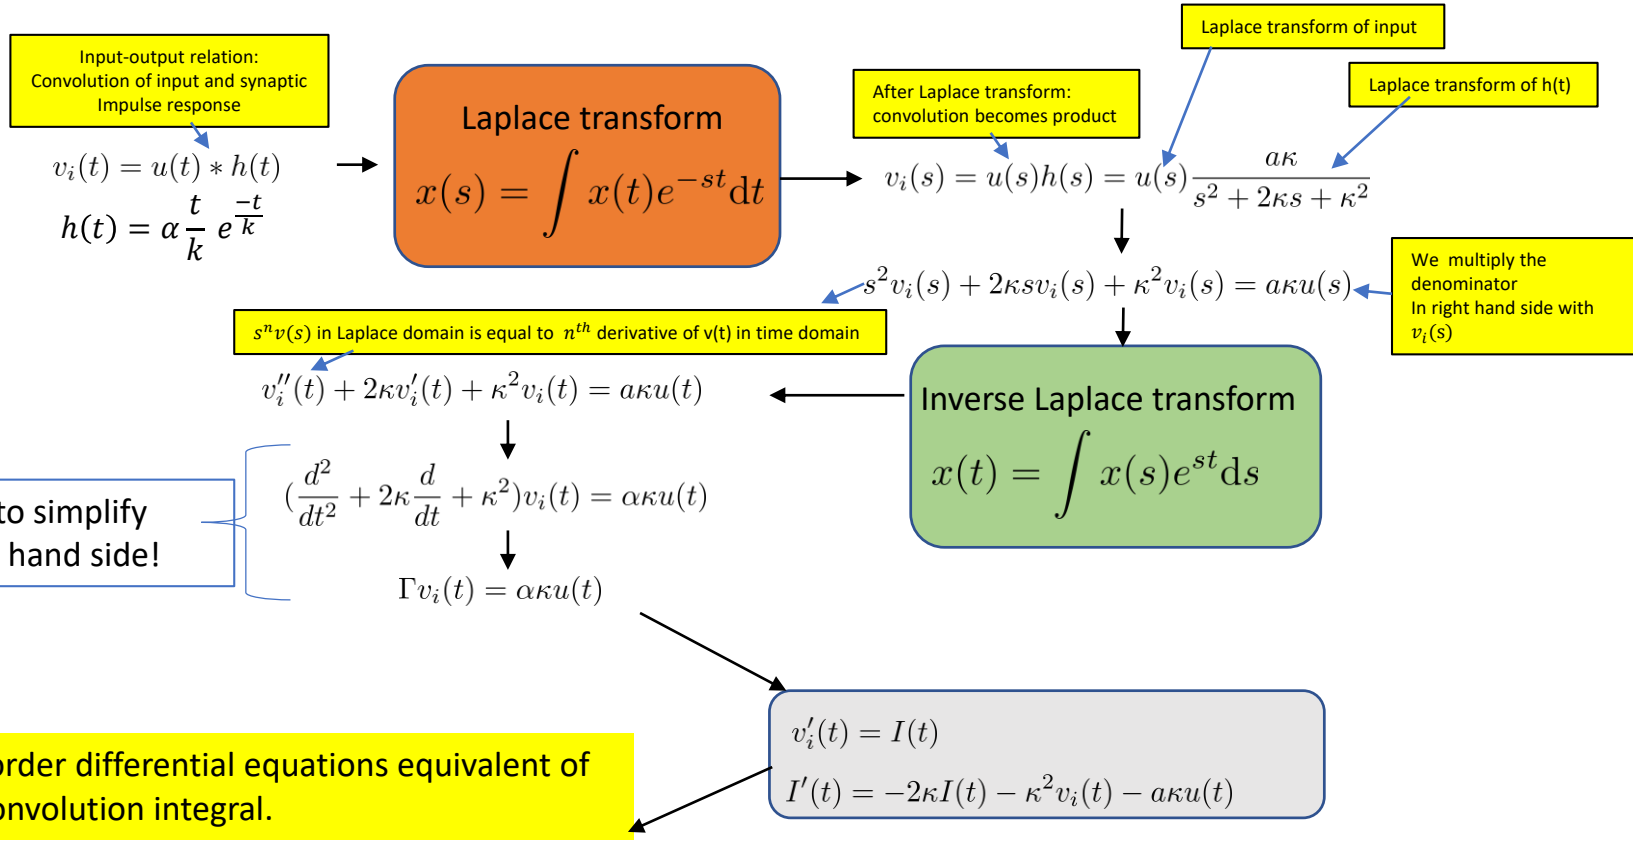 Laplace transform of input
Input-output relation:
Convolution of input and synaptic
Impulse response
Laplace transform
x(s) = ∫ x(t)e^{-st}dt
After Laplace transform:
convolution becomes product
Laplace transform of h(t)
v_i(t) = u(t) * h(t)
h(t) = α t/k e^{-t/k}
v_i(s) = u(s)h(s) = u(s) aκ/(s^2 + 2κs + κ^2)
s^2v_i(s) + 2κsv_i(s) + κ^2v_i(s) = aκu(s)
We multiply the
denominator
In right hand side with
v_i(s)
s^n v(s) in Laplace domain is equal to n^{th} derivative of v(t) in time domain
v_i''(t) + 2κv_i'(t) + κ^2v_i(t) = aκu(t)
Inverse Laplace transform
x(t) = ∫ x(s)e^{st}ds
to simplify
hand side!
(d^2/dt^2 + 2κ d/dt + κ^2)v_i(t) = ακu(t)
Γv_i(t) = ακu(t)
v_i'(t) = I(t)
I'(t) = -2κI(t) - κ^2v_i(t) - aκu(t)
order differential equations equivalent of
onvolution integral.